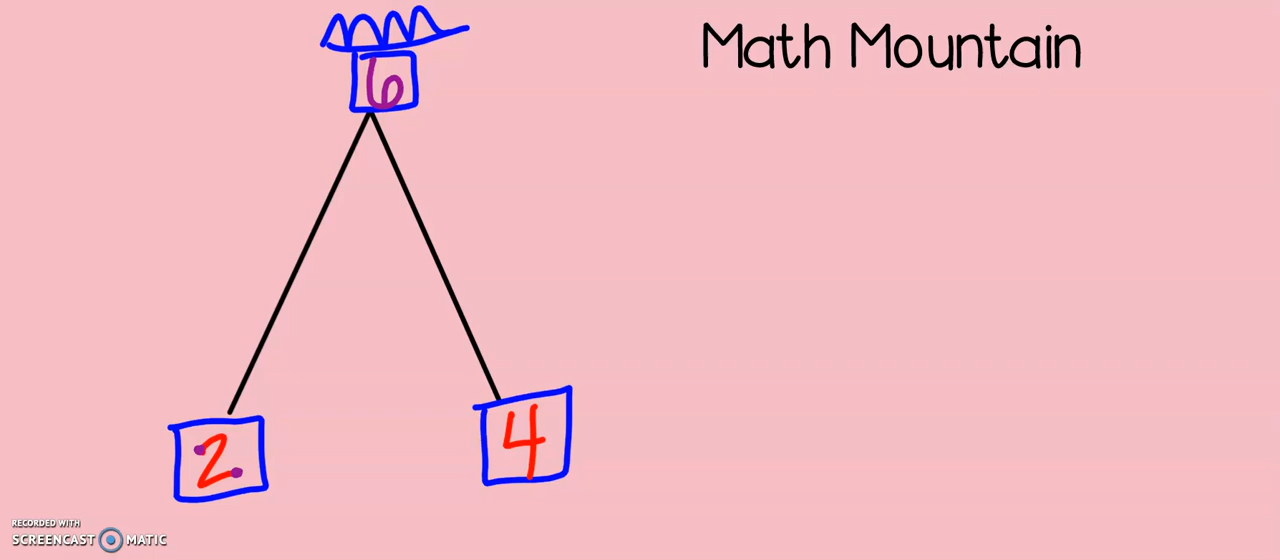 Math Mountain
6
2
4
RECORDED WITH
SCREENCAST MATIC